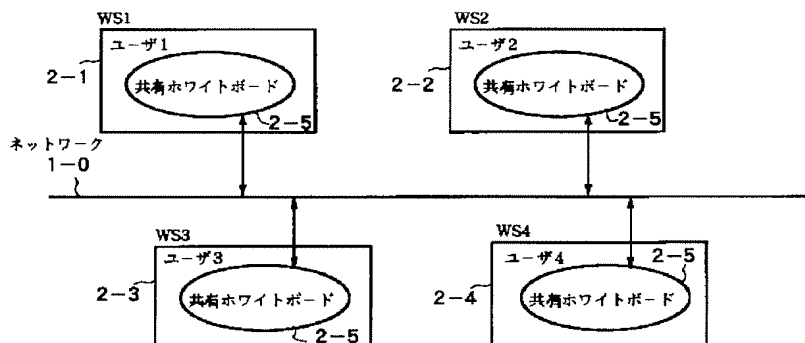 WS1
ユーザ1
2-1
共有ホワイトボード
2-5
WS2
ユーザ2
2-2
共有ホワイトボード
2-5
ネットワーク
1-0
WS3
ユーザ3
2-3
共有ホワイトボード
2-5
WS4
ユーザ4
2-5
2-4
共有ホワイトボード